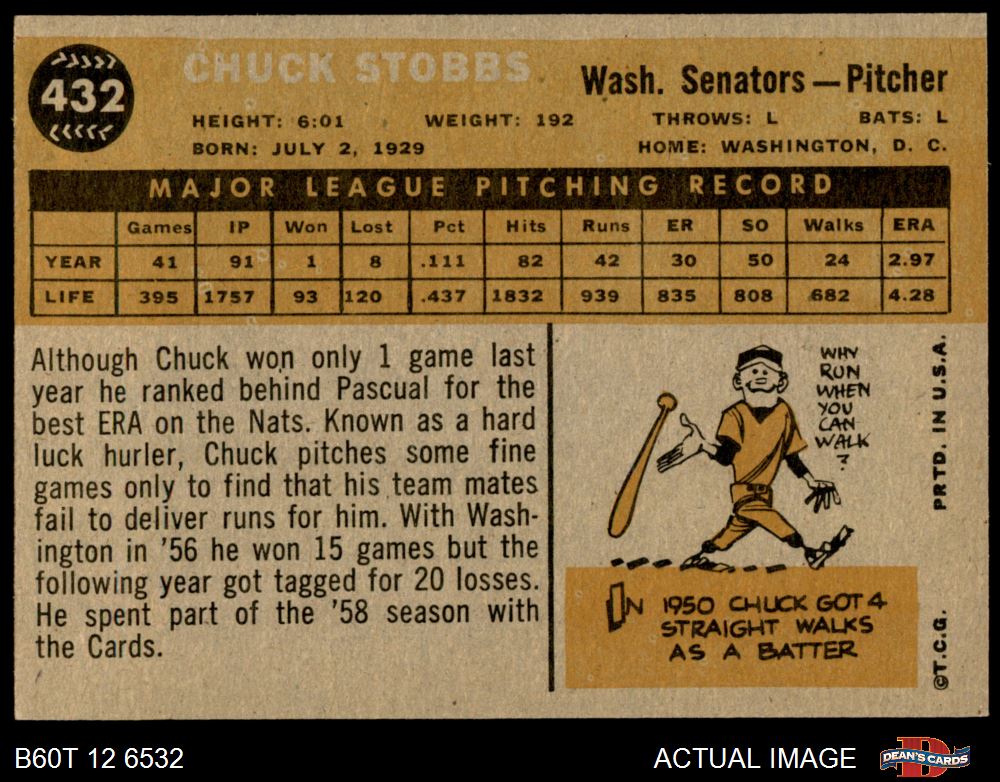 432
CHUCK STOBBS
Wash. Senators — Pitcher
HEIGHT: 6:01 WEIGHT: 192 THROWS: L BATS: L
BORN: JULY 2, 1929 HOME: WASHINGTON, D. C.
MAJOR LEAGUE PITCHING RECORD
Games IP Won Lost Pct Hits Runs ER SO Walks ERA
YEAR 41 91 1 8 .111 82 42 30 50 24 2.97
LIFE 395 1757 93 120 .437 1832 939 835 808 682 4.28
Although Chuck won only 1 game last
year he ranked behind Pascual for the
best ERA on the Nats. Known as a hard
luck hurler, Chuck pitches some fine
games only to find that his team mates
fail to deliver runs for him. With Wash-
ington in '56 he won 15 games but the
following year got tagged for 20 losses.
He spent part of the '58 season with
the Cards.
WHY
RUN
WHEN
YOU
CAN
WALK
?
IN 1950 CHUCK GOT 4
STRAIGHT WALKS
AS A BATTER
©T.C.G. PRTD. IN U.S.A.
B60T 12 6532
ACTUAL IMAGE
DEAN'S CARDS